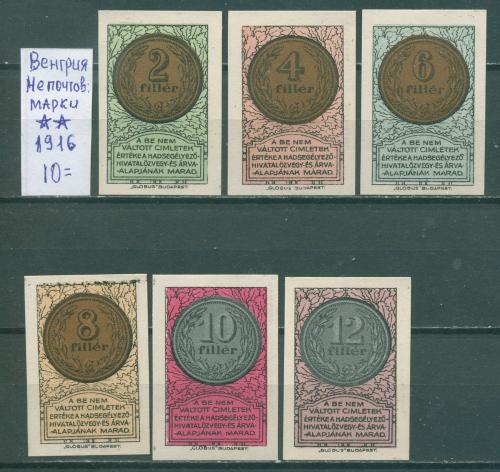 Венгрия
Непочтов.
марки
☆☆
1916
10=
2
fillér
A BE NEM
VÁLTOTT CIMLETEK
ÉRTÉKE A HADSEGÉLYEZŐ-
HIVATAL ÖZVEGY-ÉS ÁRVA-
-ALAPJÁNAK MARAD.
„GLOBUS" BUDAPEST.
4
fillér
A BE NEM
VÁLTOTT CIMLETEK
ÉRTÉKE A HADSEGÉLYEZŐ-
HIVATAL ÖZVEGY-ÉS ÁRVA-
-ALAPJÁNAK MARAD.
„GLOBUS" BUDAPEST.
6
fillér
A BE NEM
VÁLTOTT CIMLETEK
ÉRTÉKE A HADSEGÉLYEZŐ-
HIVATAL ÖZVEGY-ÉS ÁRVA-
-ALAPJÁNAK MARAD.
„GLOBUS" BUDAPEST.
8
fillér
A BE NEM
VÁLTOTT CIMLETEK
ÉRTÉKE A HADSEGÉLYEZŐ-
HIVATAL ÖZVEGY-ÉS ÁRVA-
-ALAPJÁNAK MARAD.
„GLOBUS" BUDAPEST.
10
fillér
A BE NEM
VÁLTOTT CIMLETEK
ÉRTÉKE A HADSEGÉLYEZŐ-
HIVATAL ÖZVEGY-ÉS ÁRVA-
-ALAPJÁNAK MARAD.
„GLOBUS" BUDAPEST.
12
fillér
A BE NEM
VÁLTOTT CIMLETEK
ÉRTÉKE A HADSEGÉLYEZŐ-
HIVATAL ÖZVEGY-ÉS ÁRVA-
-ALAPJÁNAK MARAD.
„GLOBUS" BUDAPEST.